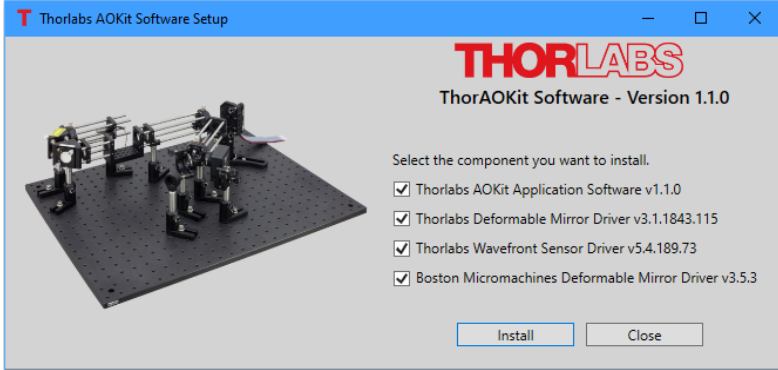 Thorlabs AOKit Software Setup
THORLABS
ThorAOKit Software - Version 1.1.0
Select the component you want to install.
Thorlabs AOKit Application Software v1.1.0
Thorlabs Deformable Mirror Driver v3.1.1843.115
Thorlabs Wavefront Sensor Driver v5.4.189.73
Boston Micromachines Deformable Mirror Driver v3.5.3
Install
Close